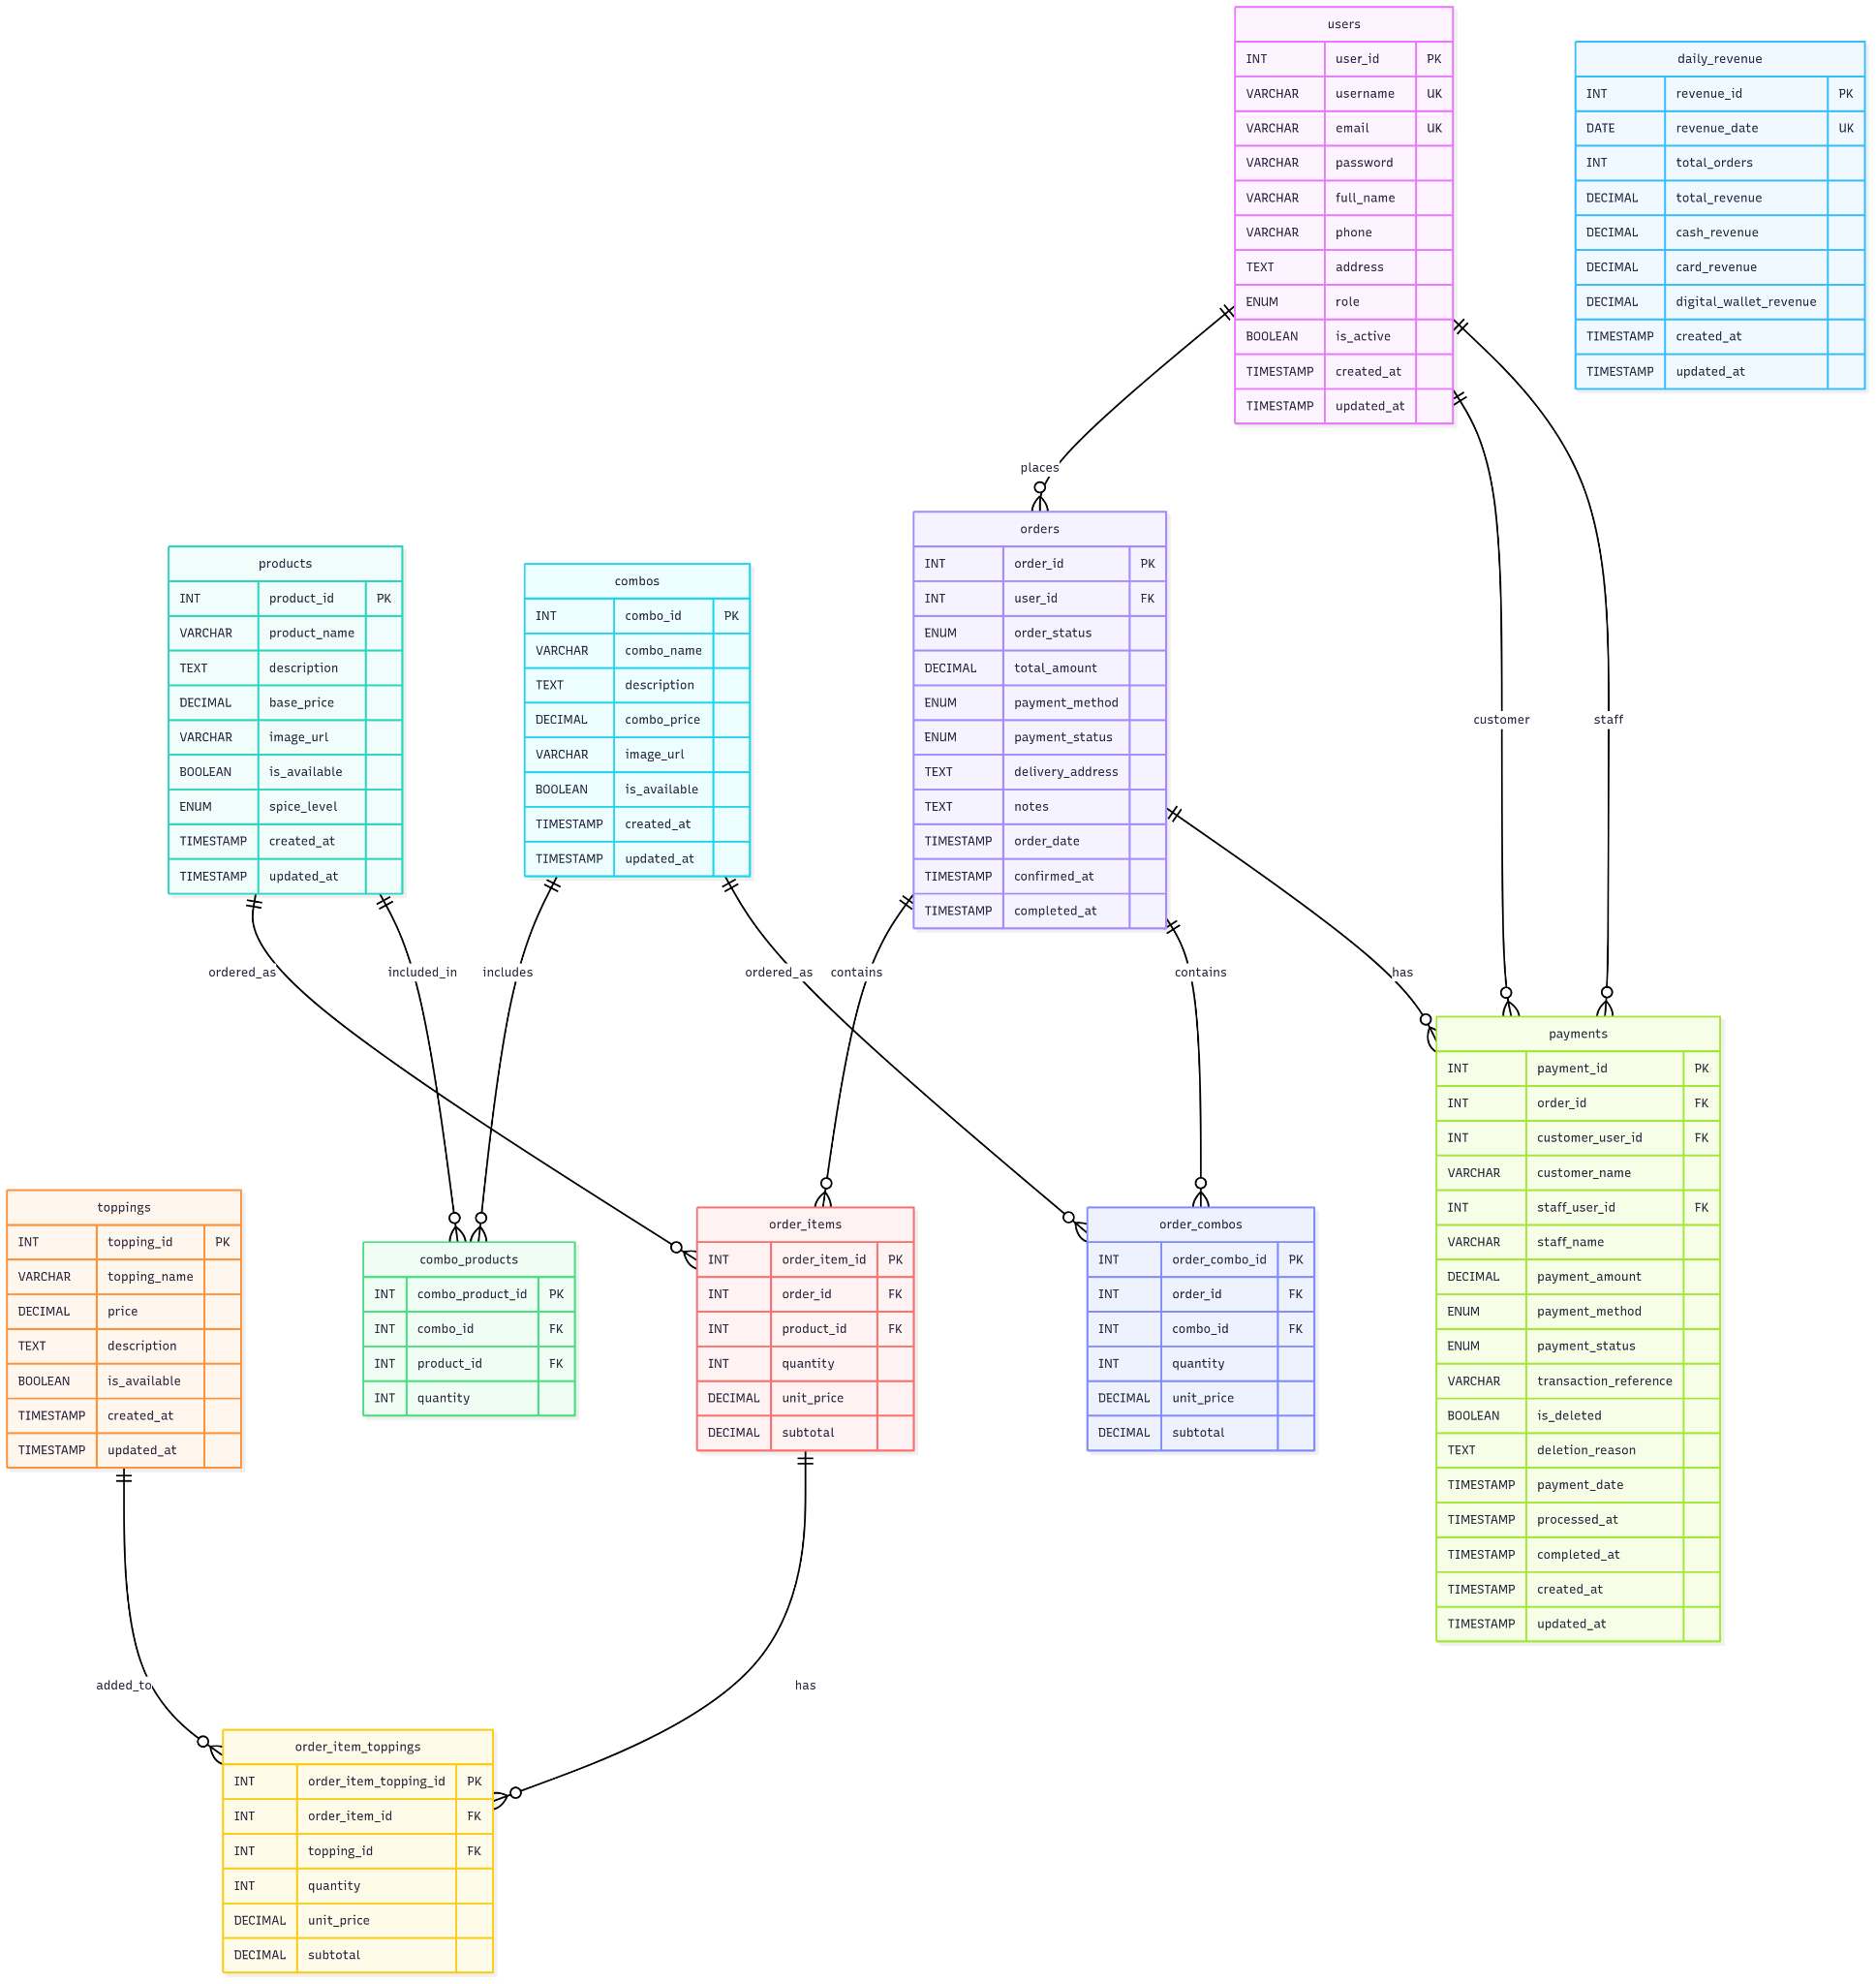 users
INT user_id PK
VARCHAR username UK
VARCHAR email UK
VARCHAR password
VARCHAR full_name
VARCHAR phone
TEXT address
ENUM role
BOOLEAN is_active
TIMESTAMP created_at
TIMESTAMP updated_at
daily_revenue
INT revenue_id PK
DATE revenue_date UK
INT total_orders
DECIMAL total_revenue
DECIMAL cash_revenue
DECIMAL card_revenue
DECIMAL digital_wallet_revenue
TIMESTAMP created_at
TIMESTAMP updated_at
places
products
INT product_id PK
VARCHAR product_name
TEXT description
DECIMAL base_price
VARCHAR image_url
BOOLEAN is_available
ENUM spice_level
TIMESTAMP created_at
TIMESTAMP updated_at
combos
INT combo_id PK
VARCHAR combo_name
TEXT description
DECIMAL combo_price
VARCHAR image_url
BOOLEAN is_available
TIMESTAMP created_at
TIMESTAMP updated_at
orders
INT order_id PK
INT user_id FK
ENUM order_status
DECIMAL total_amount
ENUM payment_method
ENUM payment_status
TEXT delivery_address
TEXT notes
TIMESTAMP order_date
TIMESTAMP confirmed_at
TIMESTAMP completed_at
customer
staff
ordered_as
included_in
includes
ordered_as
contains
contains
has
toppings
INT topping_id PK
VARCHAR topping_name
DECIMAL price
TEXT description
BOOLEAN is_available
TIMESTAMP created_at
TIMESTAMP updated_at
combo_products
INT combo_product_id PK
INT combo_id FK
INT product_id FK
INT quantity
order_items
INT order_item_id PK
INT order_id FK
INT product_id FK
INT quantity
DECIMAL unit_price
DECIMAL subtotal
order_combos
INT order_combo_id PK
INT order_id FK
INT combo_id FK
INT quantity
DECIMAL unit_price
DECIMAL subtotal
payments
INT payment_id PK
INT order_id FK
INT customer_user_id FK
VARCHAR customer_name
INT staff_user_id FK
VARCHAR staff_name
DECIMAL payment_amount
ENUM payment_method
ENUM payment_status
VARCHAR transaction_reference
BOOLEAN is_deleted
TEXT deletion_reason
TIMESTAMP payment_date
TIMESTAMP processed_at
TIMESTAMP completed_at
TIMESTAMP created_at
TIMESTAMP updated_at
added_to
has
order_item_toppings
INT order_item_topping_id PK
INT order_item_id FK
INT topping_id FK
INT quantity
DECIMAL unit_price
DECIMAL subtotal